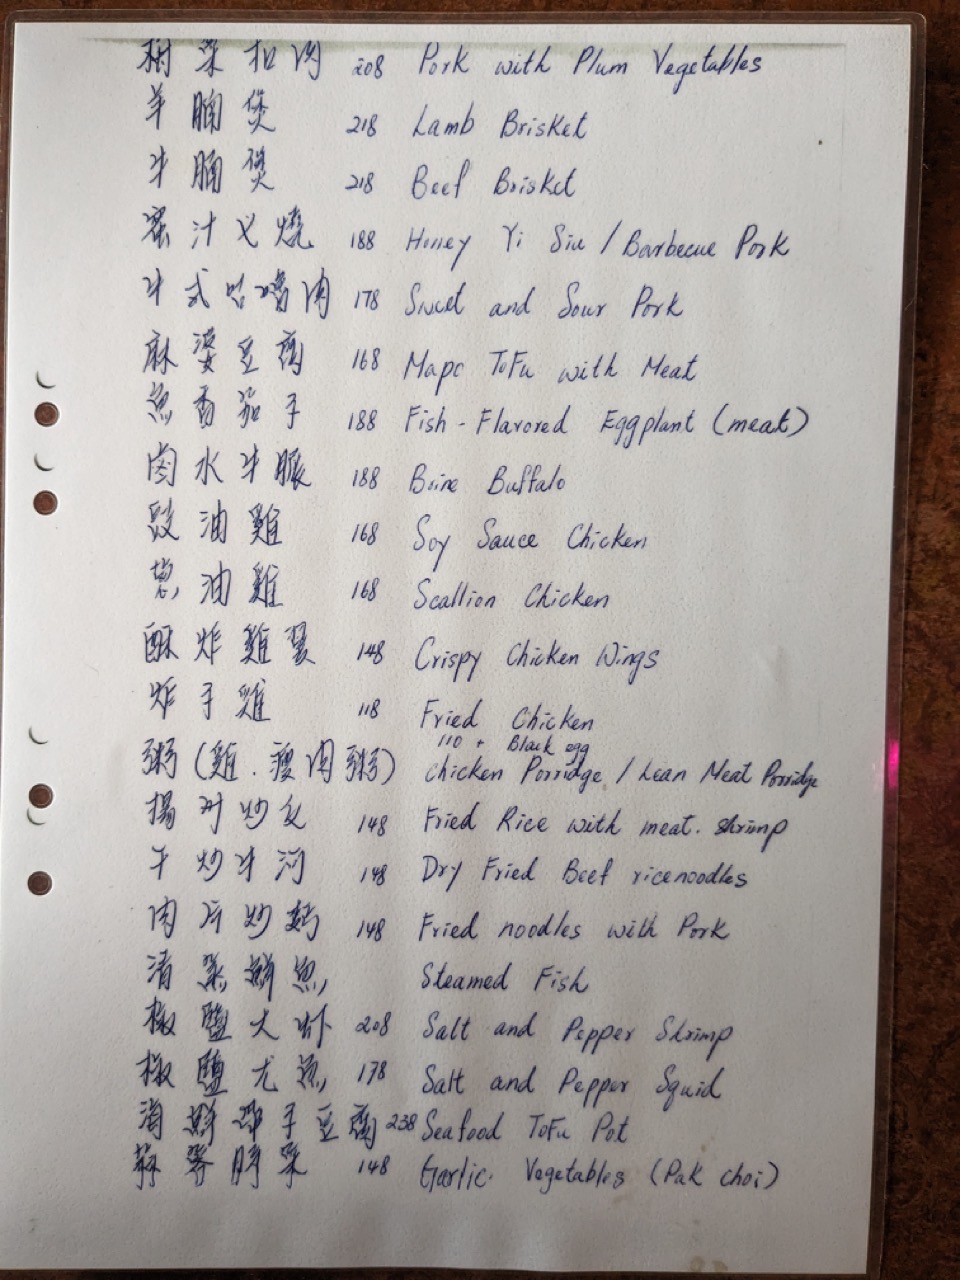 梅菜扣肉 208 Pork with Plum Vegetables
羊腩煲 218 Lamb Brisket
牛腩煲 218 Beef Brisket
蜜汁叉燒 188 Honey Yi Siu / Barbecue Pork
牛式咕嚕肉 178 Sweet and Sour Pork
麻婆豆腐 168 Mapo ToFu with Meat
魚香茄子 188 Fish-Flavored Eggplant (meat)
卤水牛腱 188 Brine Buffalo
豉油雞 168 Soy Sauce Chicken
葱油雞 168 Scallion Chicken
酥炸雞翼 148 Crispy Chicken Wings
炸子雞 118 Fried Chicken
110 + Black egg
粥(雞.瘦肉粥) Chicken Porridge / Lean Meat Porridge
揚州炒反 148 Fried Rice with meat. shrimp
干炒牛河 148 Dry Fried Beef ricenoodles
肉片炒麵 148 Fried noodles with Pork
清蒸鮮魚 Steamed Fish
椒鹽大虾 208 Salt and Pepper Shrimp
椒鹽尤魚 178 Salt and Pepper Squid
海鮮 子豆腐 238 Seafood ToFu Pot
蒜蓉時菜 148 Garlic. Vegetables (Pak choi)